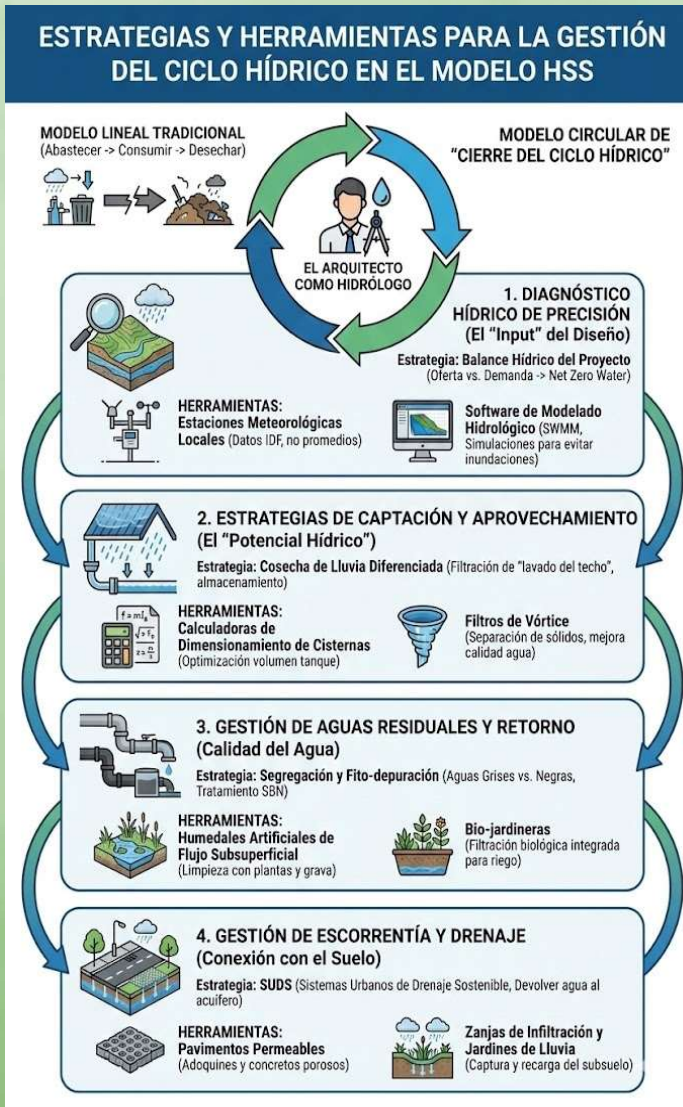 ESTRATEGIAS Y HERRAMIENTAS PARA LA GESTIÓN
DEL CICLO HÍDRICO EN EL MODELO HSS
MODELO LINEAL TRADICIONAL
(Abastecer -> Consumir -> Desechar)
MODELO CIRCULAR DE
"CIERRE DEL CICLO HÍDRICO"
EL ARQUITECTO
COMO HIDRÓLOGO
1. DIAGNÓSTICO
HÍDRICO DE PRECISIÓN
(El "Input" del Diseño)
Estrategia: Balance Hídrico del Proyecto
(Oferta vs. Demanda -> Net Zero Water)
HERRAMIENTAS:
Estaciones Meteorológicas
Locales (Datos IDF, no promedios)
Software de Modelado
Hidrológico (SWMM,
Simulaciones para evitar
inundaciones)
2. ESTRATEGIAS DE CAPTACIÓN Y APROVECHAMIENTO
(El "Potencial Hídrico")
Estrategia: Cosecha de Lluvia Diferenciada (Filtración de "lavado del techo",
almacenamiento)
HERRAMIENTAS:
Calculadoras de
Dimensionamiento de Cisternas
(Optimización volumen tanque)
Filtros de Vórtice
(Separación de sólidos, mejora
calidad agua)
3. GESTIÓN DE AGUAS RESIDUALES Y RETORNO
(Calidad del Agua)
Estrategia: Segregación y Fito-depuración (Aguas Grises vs. Negras,
Tratamiento SBN)
HERRAMIENTAS:
Humedales Artificiales de
Flujo Subsuperficial
(Limpieza con plantas y grava)
Bio-jardineras
(Filtración biológica integrada
para riego)
4. GESTIÓN DE ESCORRENTÍA Y DRENAJE
(Conexión con el Suelo)
Estrategia: SUDS (Sistemas Urbanos de Drenaje Sostenible, Devolver agua al
acuífero)
HERRAMIENTAS:
Pavimentos Permeables
(Adoquines y concretos porosos)
Zanjas de Infiltración y
Jardines de Lluvia
(Captura y recarga del subsuelo)